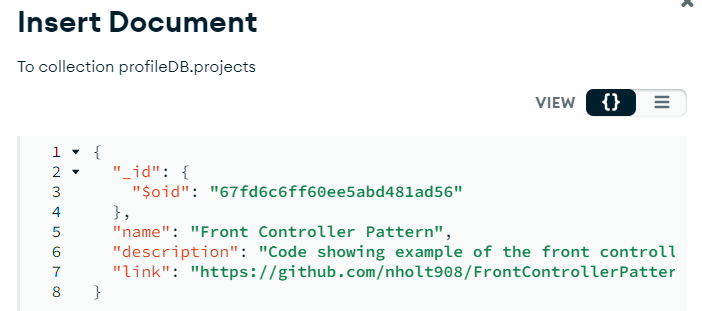 Insert Document
To collection profileDB.projects
VIEW {}
1 {
2 "_id": {
3 "$oid": "67fd6c6ff60ee5abd481ad56"
4 },
5 "name": "Front Controller Pattern",
6 "description": "Code showing example of the front controll
7 "link": "https://github.com/nholt908/FrontControllerPatter
8 }